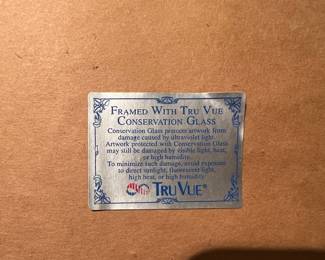 FRAMED WITH TRU VUE
CONSERVATION GLASS
Conservation Glass protects artwork from
damage caused by ultraviolet light.
Artwork protected with Conservation Glass
may still be damaged by visible light, heat,
or high humidity.
To minimize such damage, avoid exposure
to direct sunlight, fluorescent light,
high heat, or high humidity.
TRU VUE®